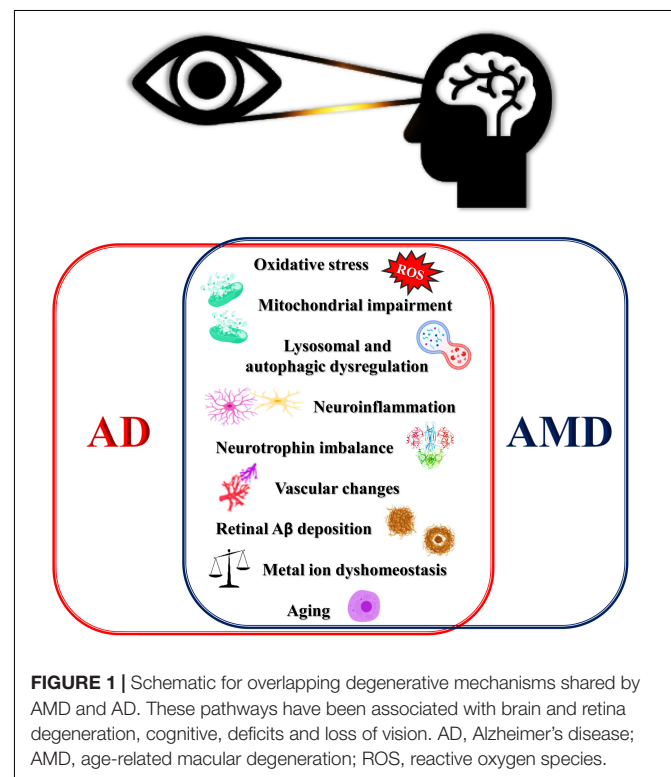 Oxidative stress
ROS
Mitochondrial impairment
Lysosomal and
autophagic dysregulation
Neuroinflammation
AD
AMD
Neurotrophin imbalance
Vascular changes
Retinal Aβ deposition
Metal ion dyshomeostasis
Aging
FIGURE 1 | Schematic for overlapping degenerative mechanisms shared by
AMD and AD. These pathways have been associated with brain and retina
degeneration, cognitive, deficits and loss of vision. AD, Alzheimer’s disease;
AMD, age-related macular degeneration; ROS, reactive oxygen species.